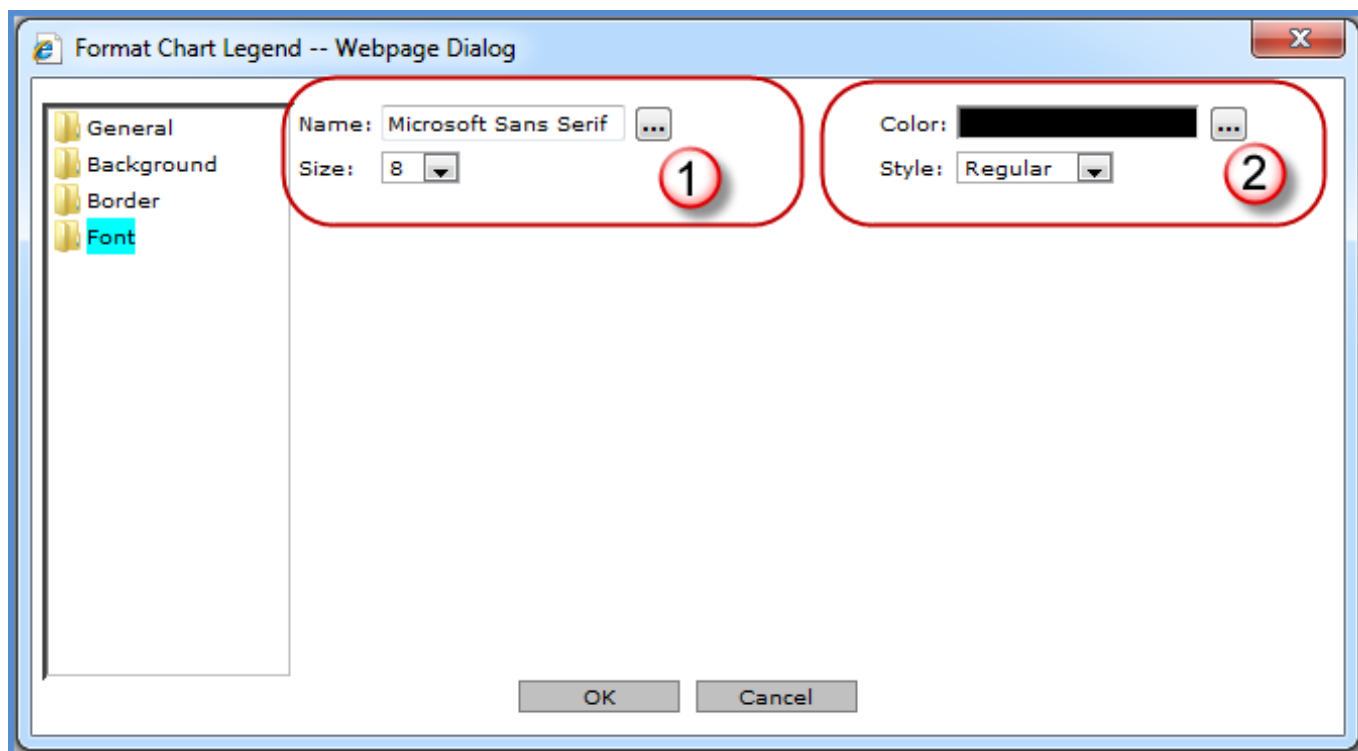 Format Chart Legend -- Webpage Dialog
General
Background
Border
Font
Name: Microsoft Sans Serif ...
Size: 8
1
Color: ...
Style: Regular
2
OK Cancel